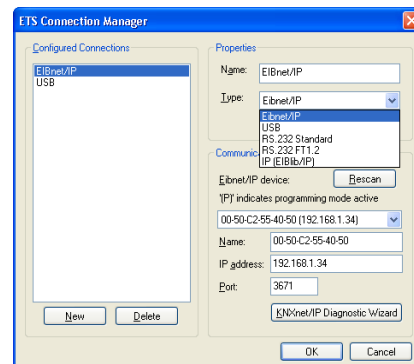 ETS Connection Manager
Configured Connections
EIBnet/IP
USB
New
Delete
Properties
Name:
EIBnet/IP
Type:
Eibnet/IP
Eibnet/IP
USB
RS.232 Standard
RS.232 FT1.2
IP (EIBlib/IP)
Communic
Eibnet/IP device:
Rescan
'(P)' indicates programming mode active
00-50-C2-55-40-50 (192.168.1.34)
Name:
00-50-C2-55-40-50
IP address:
192.168.1.34
Port:
3671
KNXnet/IP Diagnostic Wizard
OK
Cancel